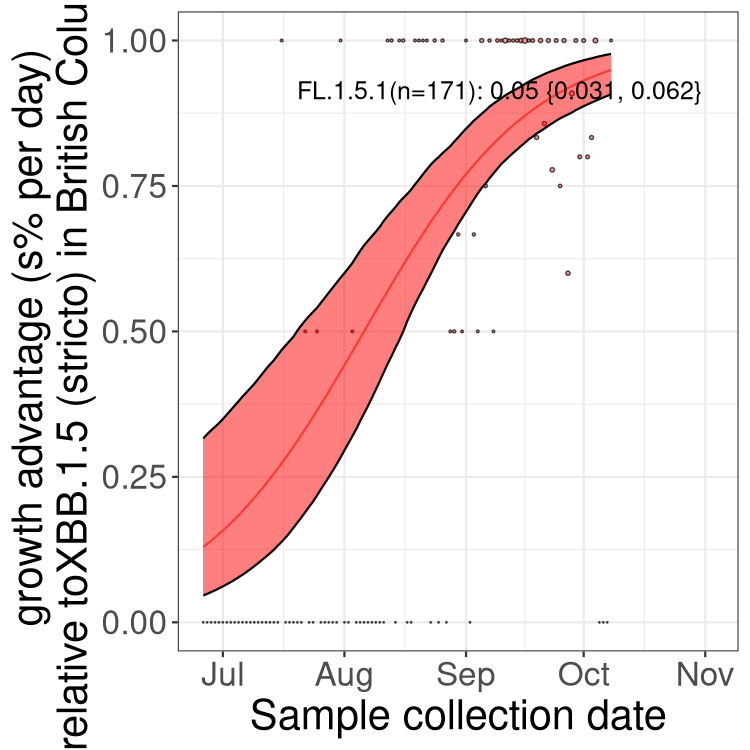 growth advantage (s% per day)
relative toXBB.1.5 (stricto) in British Colu
1.00
0.75
0.50
0.25
0.00
FL.1.5.1(n=171): 0.05 {0.031, 0.062}
Jul Aug Sep Oct Nov
Sample collection date